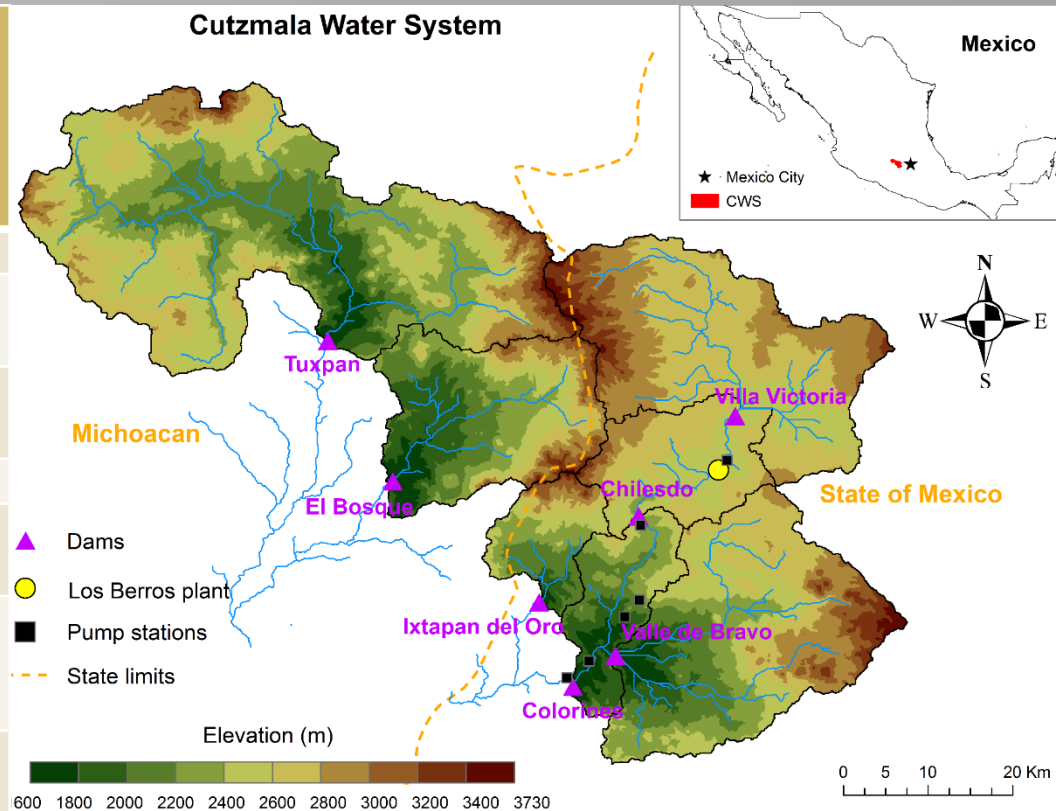 Cutzmala Water System
Mexico
Mexico City
CWS
N
W
E
S
Tuxpan
Villa Victoria
Michoacan
El Bosque
Chilesdo
State of Mexico
Dams
Los Berros plant
Ixtapan del Oro
Valle de Bravo
Pump stations
State limits
Colorines
Elevation (m)
600 1800 2000 2200 2400 2600 2800 3000 3200 3400 3730
0 5 10 20 Km